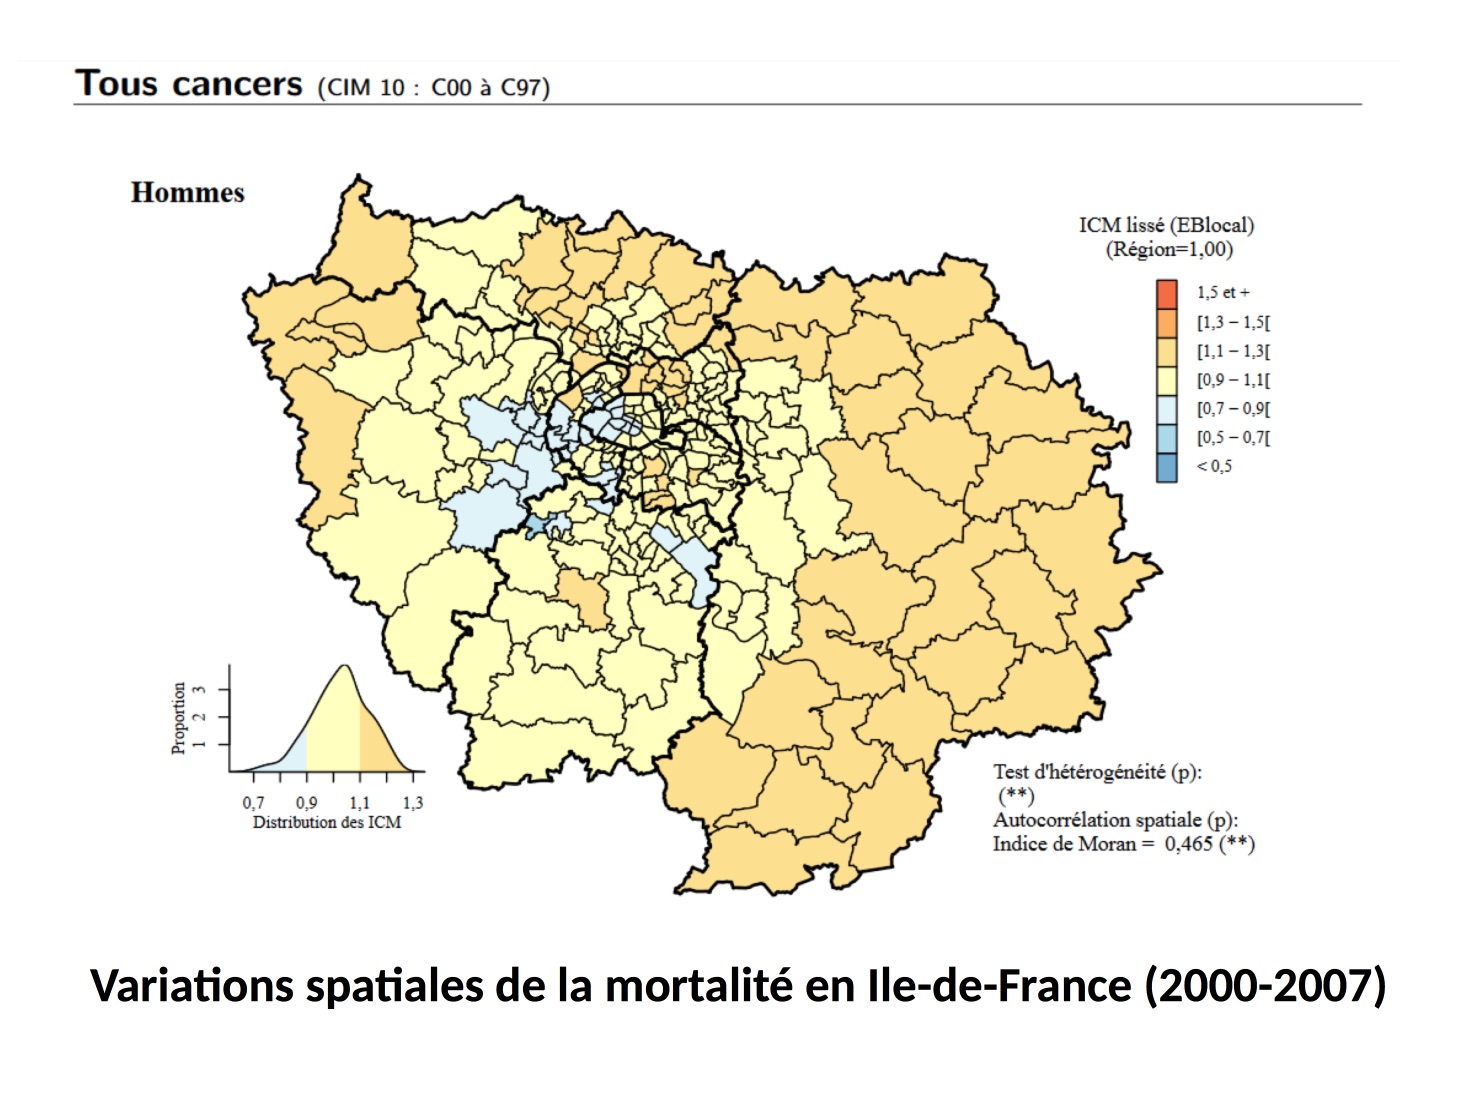 Tous cancers (CIM 10 : C00 à C97)
Hommes
ICM lissé (EBlocal)
(Région=1,00)
1,5 et +
[1,3 – 1,5[
[1,1 – 1,3[
[0,9 – 1,1[
[0,7 – 0,9[
[0,5 – 0,7[
< 0,5
Proportion
3
2
1
0,7 0,9 1,1 1,3
Distribution des ICM
Test d'hétérogénéité (p):
(**)
Autocorrélation spatiale (p):
Indice de Moran = 0,465 (**)
Variations spatiales de la mortalité en Ile-de-France (2000-2007)